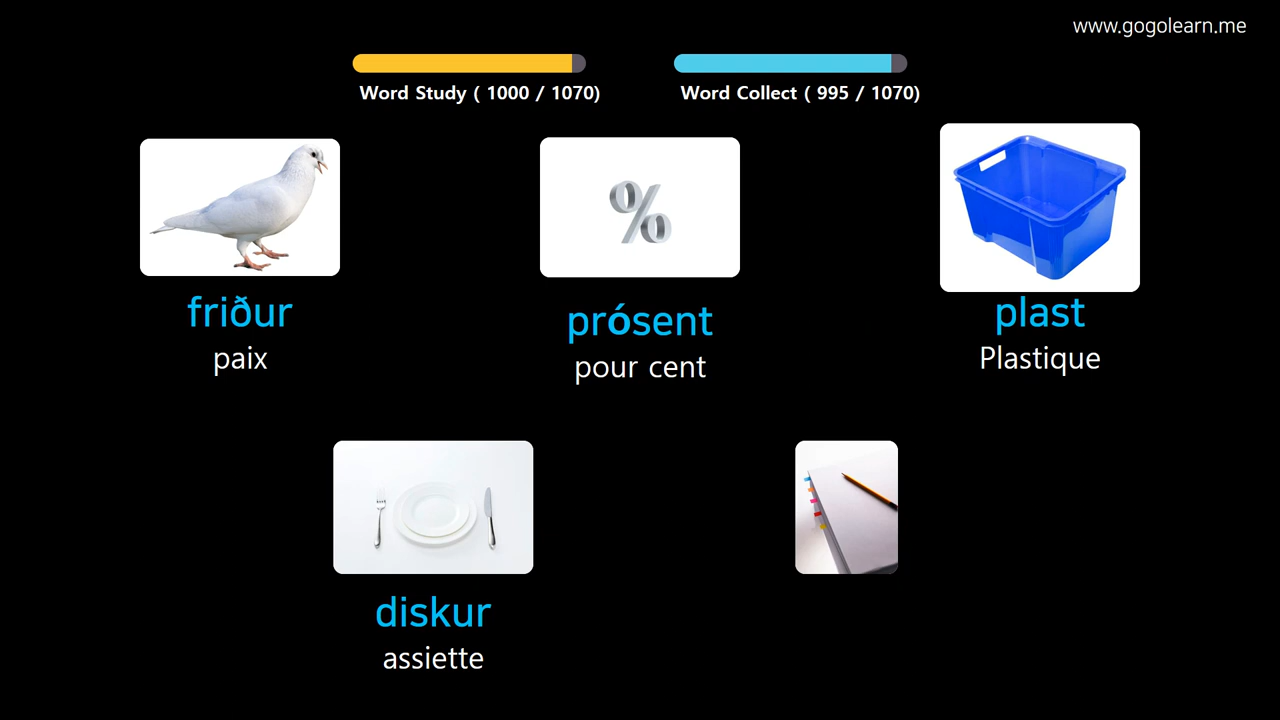 www.gogolearn.me
Word Study ( 1000 / 1070)
Word Collect ( 995 / 1070)
%
friður
prósent
plast
paix
pour cent
Plastique
diskur
assiette